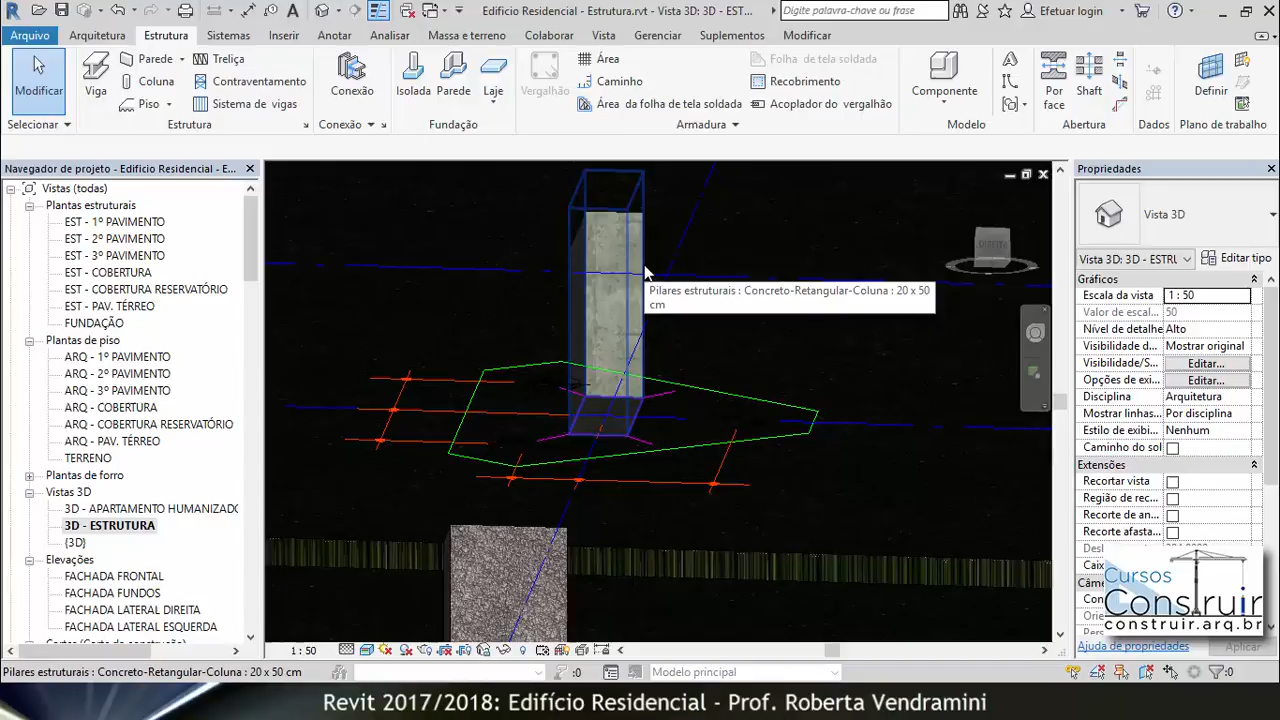 Edifício Residencial - Estrutura.rvt - Vista 3D: 3D - EST...
Digite palavra-chave ou frase
Efetuar login
Arquivo Arquitetura Estrutura Sistemas Inserir Anotar Analisar Massa e terreno Colaborar Vista Gerenciar Suplementos Modificar
Modificar
Viga
Parede
Coluna
Piso
Treliça
Contraventamento
Sistema de vigas
Conexão
Isolada
Parede
Laje
Vergalhão
Área
Caminho
Área da folha de tela soldada
Folha de tela soldada
Recobrimento
Acoplador do vergalhão
Componente
Por face
Shaft
Definir
Selecionar
Estrutura
Conexão
Fundação
Armadura
Modelo
Abertura
Dados
Plano de trabalho
Navegador de projeto - Edifício Residencial - E...
Vistas (todas)
Plantas estruturais
EST - 1º PAVIMENTO
EST - 2º PAVIMENTO
EST - 3º PAVIMENTO
EST - COBERTURA
EST - COBERTURA RESERVATÓRIO
EST - PAV. TÉRREO
FUNDAÇÃO
Plantas de piso
ARQ - 1º PAVIMENTO
ARQ - 2º PAVIMENTO
ARQ - 3º PAVIMENTO
ARQ - COBERTURA
ARQ - COBERTURA RESERVATÓRIO
ARQ - PAV. TÉRREO
TERRENO
Plantas de forro
Vistas 3D
3D - APARTAMENTO HUMANIZADO
3D - ESTRUTURA
{3D}
Elevações
FACHADA FRONTAL
FACHADA FUNDOS
FACHADA LATERAL DIREITA
FACHADA LATERAL ESQUERDA
Cortes (Corte da construção)
DIREITA
Pilares estruturais : Concreto-Retangular-Coluna : 20 x 50
cm
Propriedades
Vista 3D
Vista 3D: 3D - ESTRU
Editar tipo
Gráficos
Escala da vista 1 : 50
Valor de escal... 50
Nível de detalhe Alto
Visibilidade d... Mostrar original
Visibilidade/S... Editar...
Opções de exi... Editar...
Disciplina Arquitetura
Mostrar linhas... Por disciplina
Estilo de exibi... Nenhum
Caminho do sol
Extensões
Recortar vista
Região de rec...
Recorte de an...
Recorte afasta...
Cursos
Construir
construir.arq.br
Ajuda de propriedades
Aplicar
1 : 50
Pilares estruturais : Concreto-Retangular-Coluna : 20 x 50 cm
:0
Modelo principal
:0
Revit 2017/2018: Edifício Residencial - Prof. Roberta Vendramini